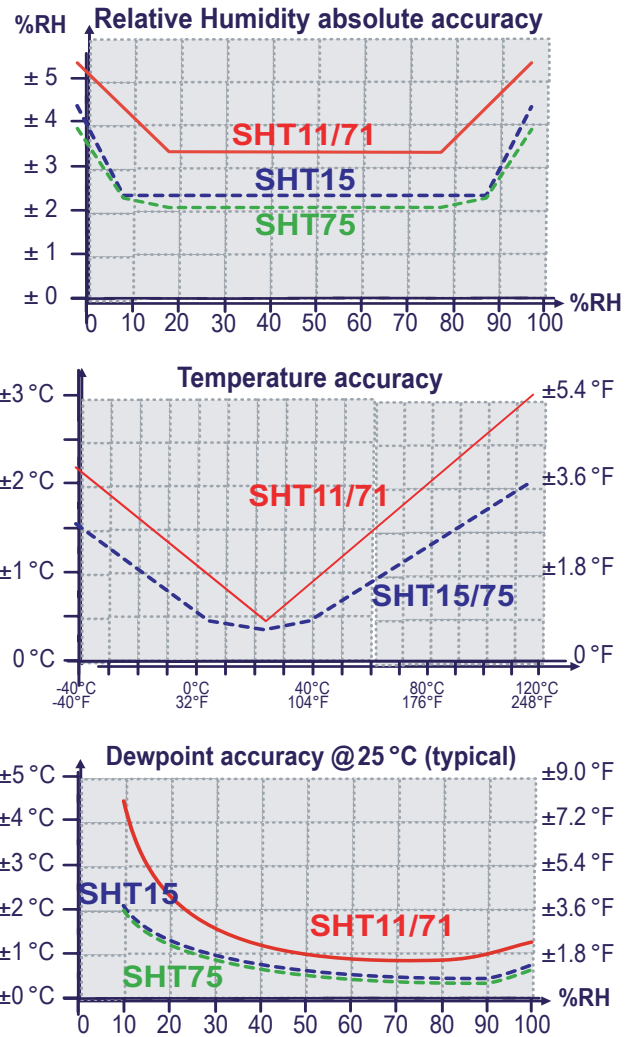 Relative Humidity absolute accuracy
%RH
± 5
± 4
± 3
± 2
± 1
± 0
SHT11/71
SHT15
SHT75
0 10 20 30 40 50 60 70 80 90 100
%RH
Temperature accuracy
±3 °C
±2 °C
±1 °C
0 °C
±5.4 °F
±3.6 °F
±1.8 °F
0 °F
SHT11/71
SHT15/75
-40°C 0°C 40°C 80°C 120°C
-40°F 32°F 104°F 176°F 248°F
Dewpoint accuracy @25 °C (typical)
±5 °C
±4 °C
±3 °C
±2 °C
±1 °C
±0 °C
±9.0 °F
±7.2 °F
±5.4 °F
±3.6 °F
±1.8 °F
SHT15
SHT11/71
SHT75
%RH
0 10 20 30 40 50 60 70 80 90 100